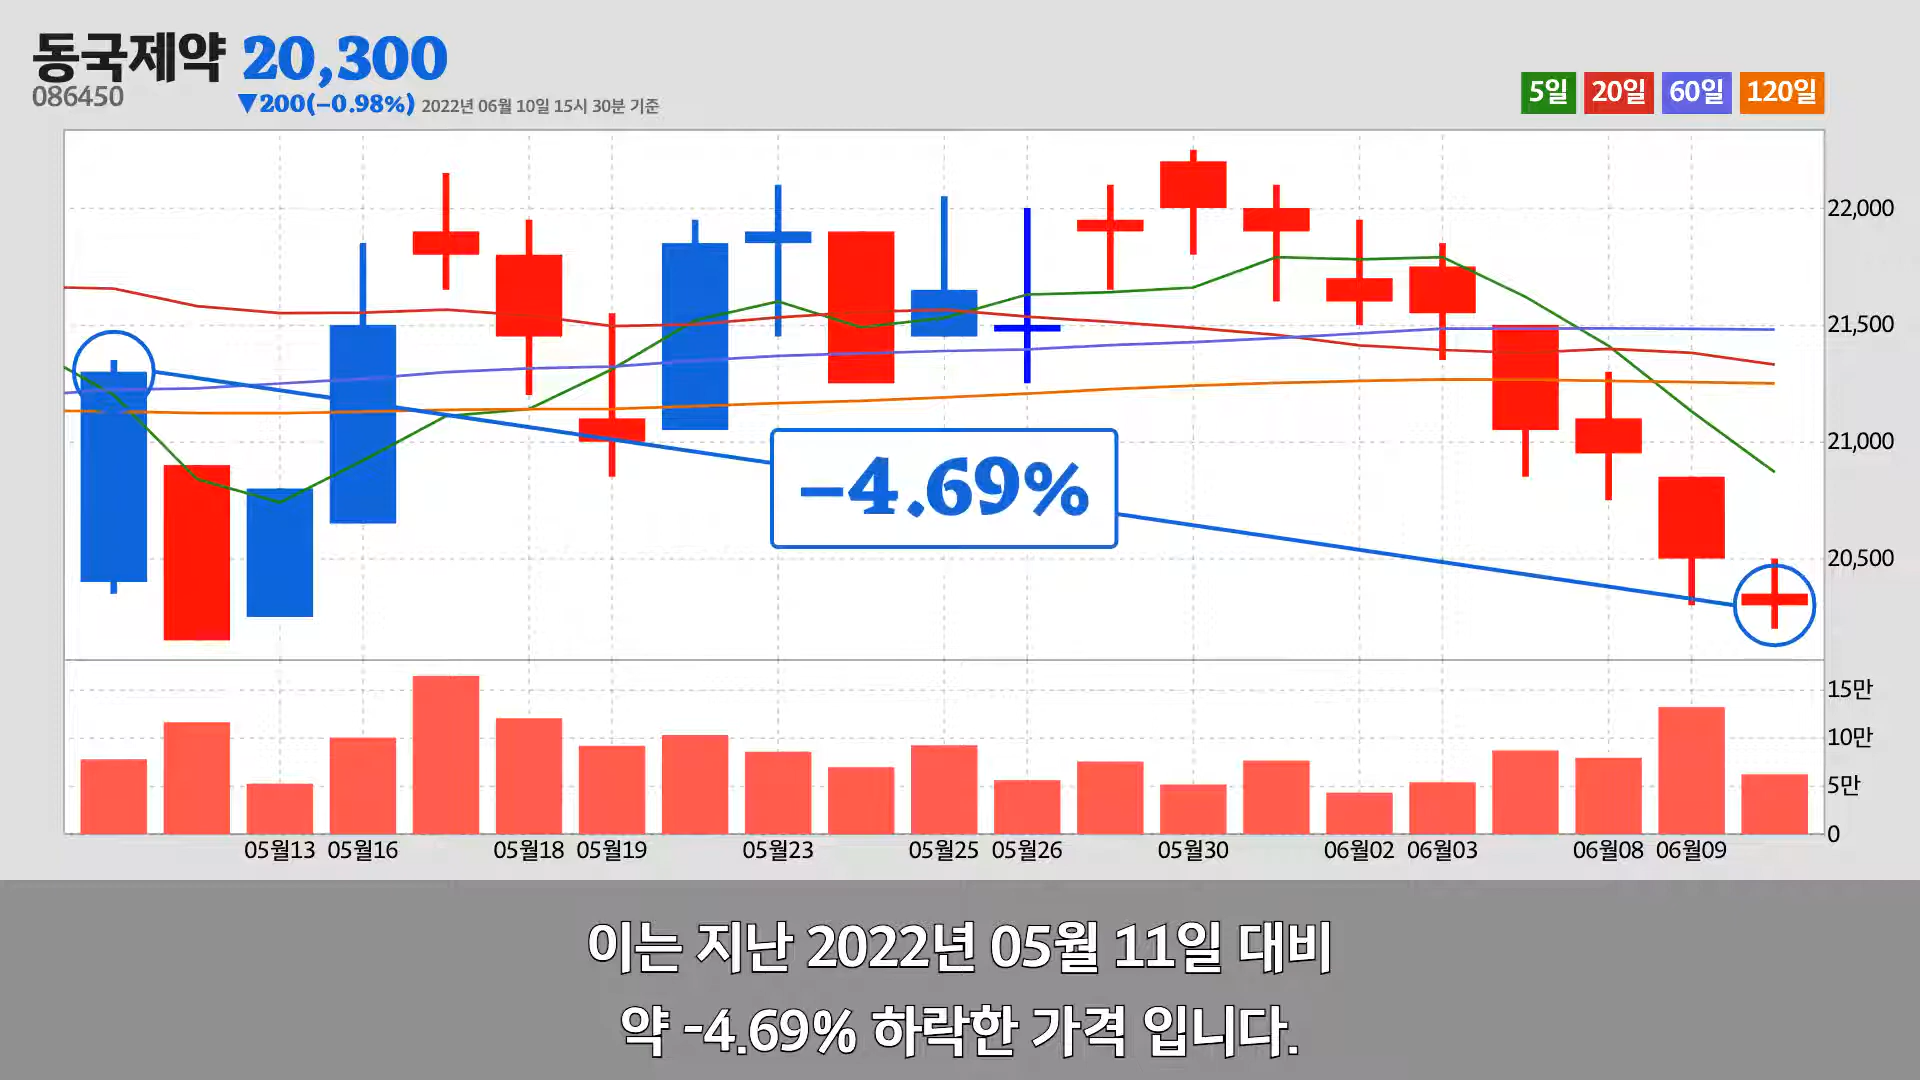 동국제약 20,300
086450
▼200(−0.98%) 2022년 06월 10일 15시 30분 기준
5일 20일 60일 120일
22,000
21,500
21,000
20,500
−4.69%
15만
10만
5만
0
05월13 05월16 05월18 05월19 05월23 05월25 05월26 05월30 06월02 06월03 06월08 06월09
이는 지난 2022년 05월 11일 대비
약 -4.69% 하락한 가격 입니다.